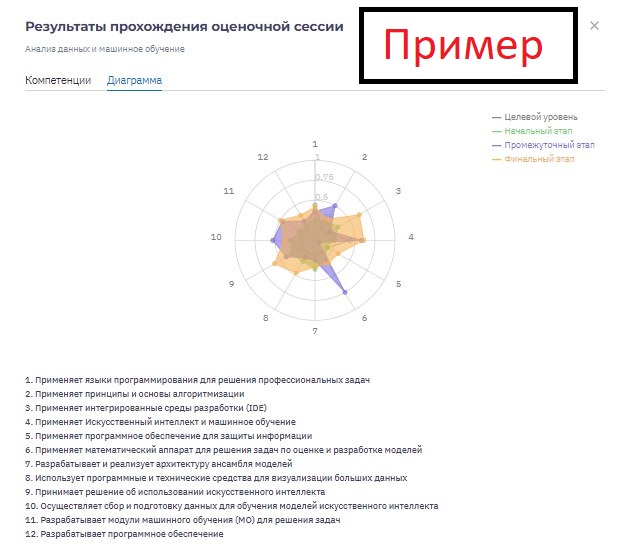 Результаты прохождения оценочной сессии
Пример
×
Анализ данных и машинное обучение
Компетенции Диаграмма
Целевой уровень
Начальный этап
Промежуточный этап
Финальный этап
1
12 1 2
0.75
11 0.5 3
10 4
9 5
8 6
7
1. Применяет языки программирования для решения профессиональных задач
2. Применяет принципы и основы алгоритмизации
3. Применяет интегрированные среды разработки (IDE)
4. Применяет Искусственный интеллект и машинное обучение
5. Применяет программное обеспечение для защиты информации
6. Применяет математический аппарат для решения задач по оценке и разработке моделей
7. Разрабатывает и реализует архитектуру ансамбля моделей
8. Использует программные и технические средства для визуализации больших данных
9. Принимает решение об использовании искусственного интеллекта
10. Осуществляет сбор и подготовку данных для обучения моделей искусственного интеллекта
11. Разрабатывает модули машинного обучения (МО) для решения задач
12. Разрабатывает программное обеспечение